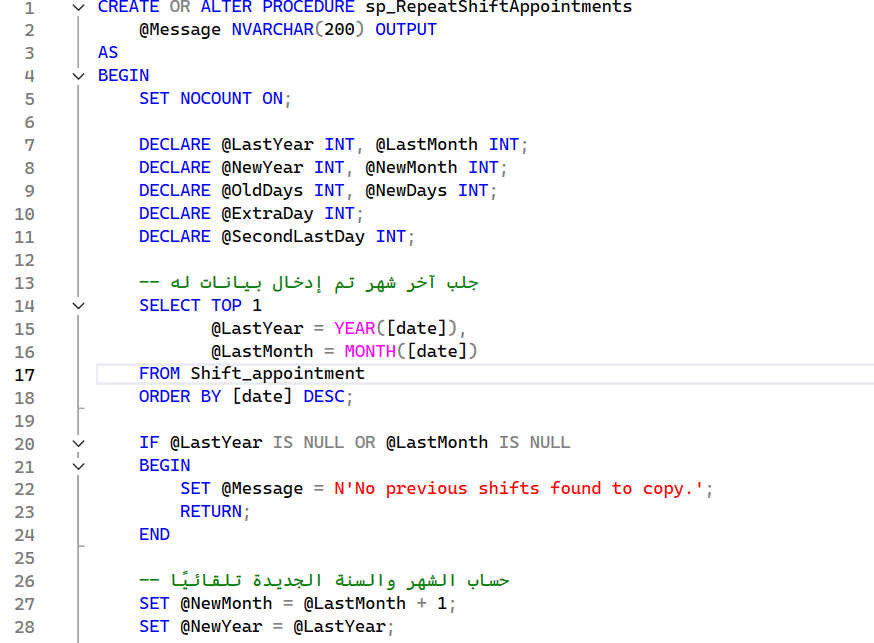 1 CREATE OR ALTER PROCEDURE sp_RepeatShiftAppointments
2 @Message NVARCHAR(200) OUTPUT
3 AS
4 BEGIN
5 SET NOCOUNT ON;
6
7 DECLARE @LastYear INT, @LastMonth INT;
8 DECLARE @NewYear INT, @NewMonth INT;
9 DECLARE @OldDays INT, @NewDays INT;
10 DECLARE @ExtraDay INT;
11 DECLARE @SecondLastDay INT;
12
13 -- جلب آخر شهر تم إدخال بيانات له
14 SELECT TOP 1
15 @LastYear = YEAR([date]),
16 @LastMonth = MONTH([date])
17 FROM Shift_appointment
18 ORDER BY [date] DESC;
19
20 IF @LastYear IS NULL OR @LastMonth IS NULL
21 BEGIN
22 SET @Message = N'No previous shifts found to copy.';
23 RETURN;
24 END
25
26 -- حساب الشهر والسنة الجديدة تلقائيًا
27 SET @NewMonth = @LastMonth + 1;
28 SET @NewYear = @LastYear;